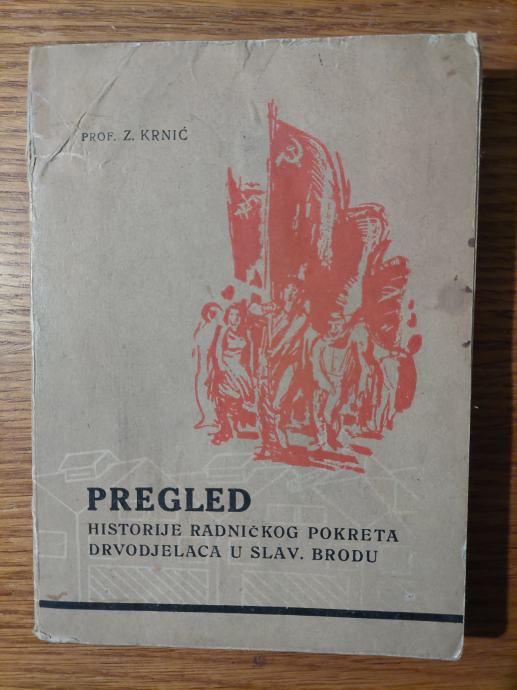 PROF. Z. KRNIĆ
PREGLED
HISTORIJE RADNIČKOG POKRETA
DRVODJELACA U SLAV. BRODU